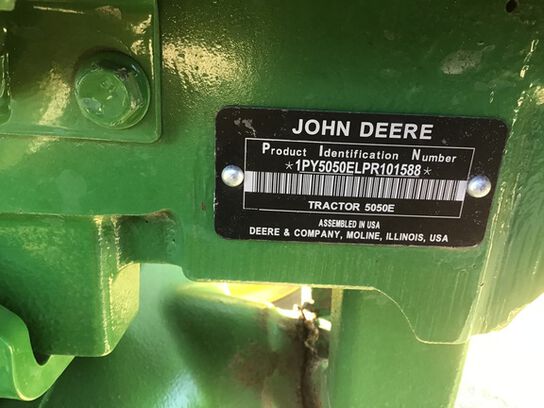 JOHN DEERE
Product Identification Number
*1PY5050ELPR101588*
TRACTOR 5050E
ASSEMBLED IN USA
DEERE & COMPANY, MOLINE, ILLINOIS, USA